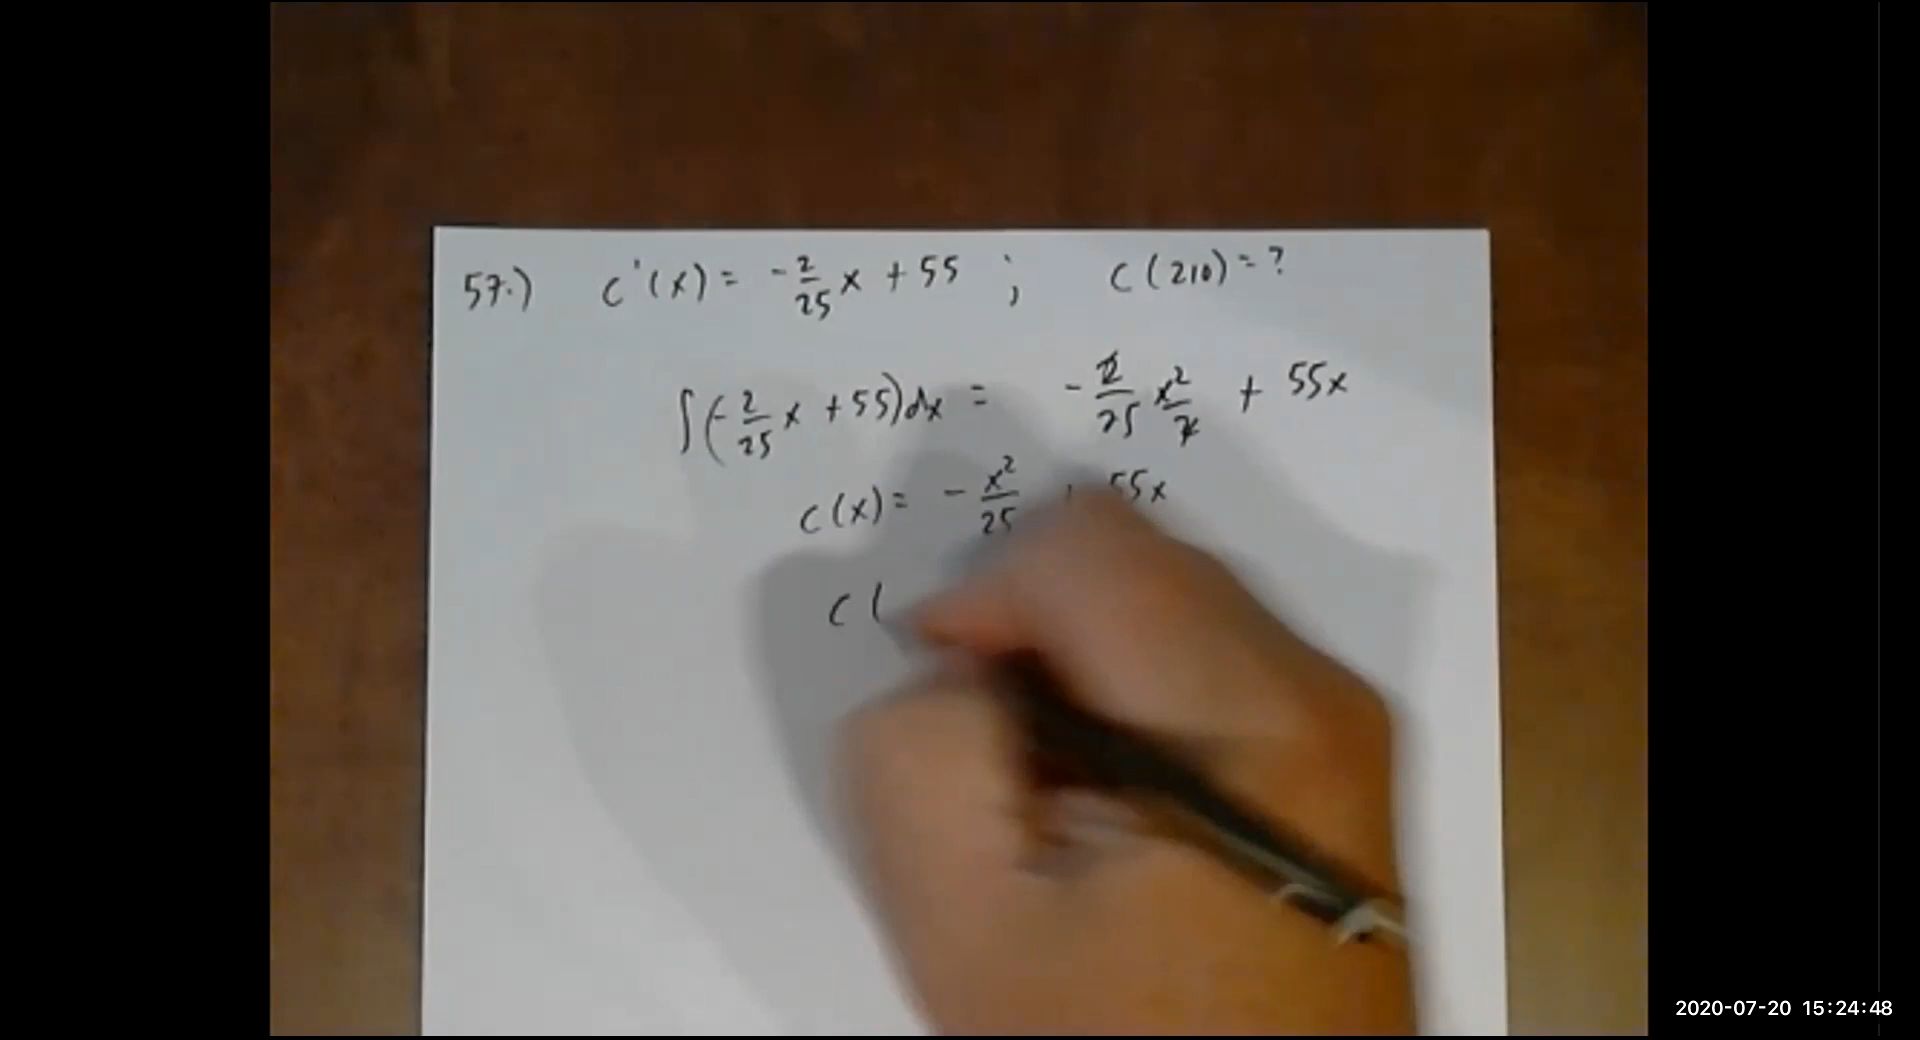 57.) C'(x) = -2/25 x + 55 ; C(210) = ?
∫(-2/25 x + 55)dx = -2/25 x²/2 + 55x
C(x) = - x²/25 + 55x
C(
2020-07-20 15:24:48